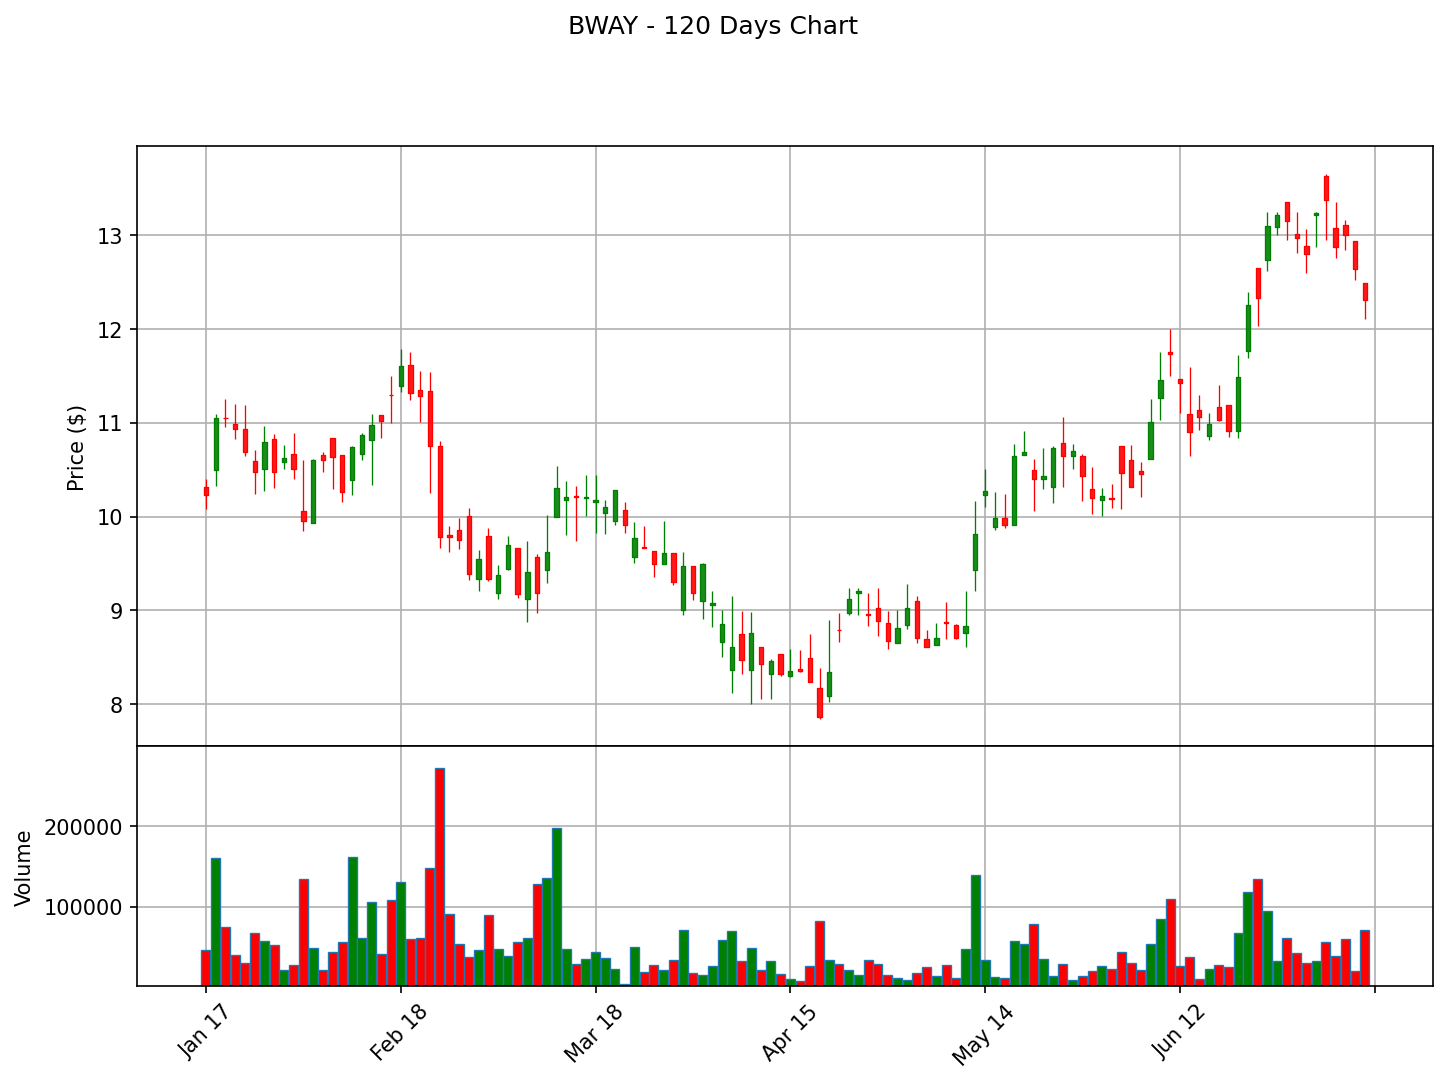 BWAY - 120 Days Chart
13
12
11
10
9
8
Price ($)
200000
100000
Volume
Jan 17
Feb 18
Mar 18
Apr 15
May 14
Jun 12